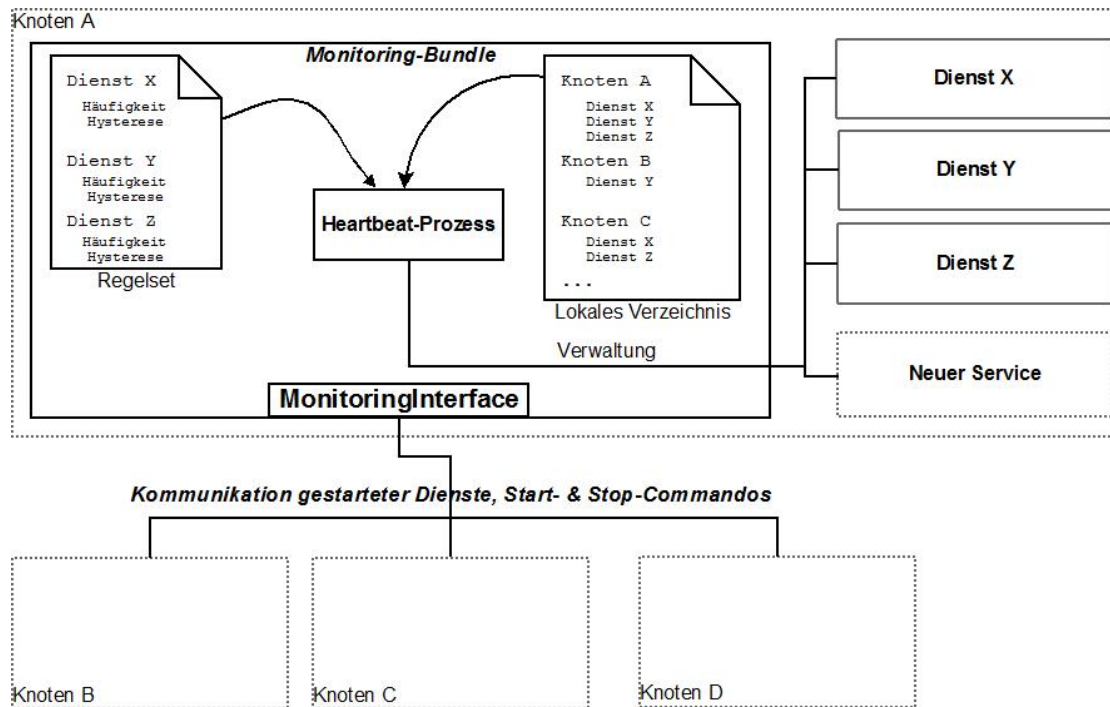 Knoten A
Monitoring-Bundle
Dienst X
Häufigkeit
Hysterese
Dienst Y
Häufigkeit
Hysterese
Dienst Z
Häufigkeit
Hysterese
Regelset
Heartbeat-Prozess
Knoten A
Dienst X
Dienst Y
Dienst Z
Knoten B
Dienst Y
Knoten C
Dienst X
Dienst Z
...
Lokales Verzeichnis
Verwaltung
MonitoringInterface
Dienst X
Dienst Y
Dienst Z
Neuer Service
Kommunikation gestarteter Dienste, Start- & Stop-Commandos
Knoten B
Knoten C
Knoten D